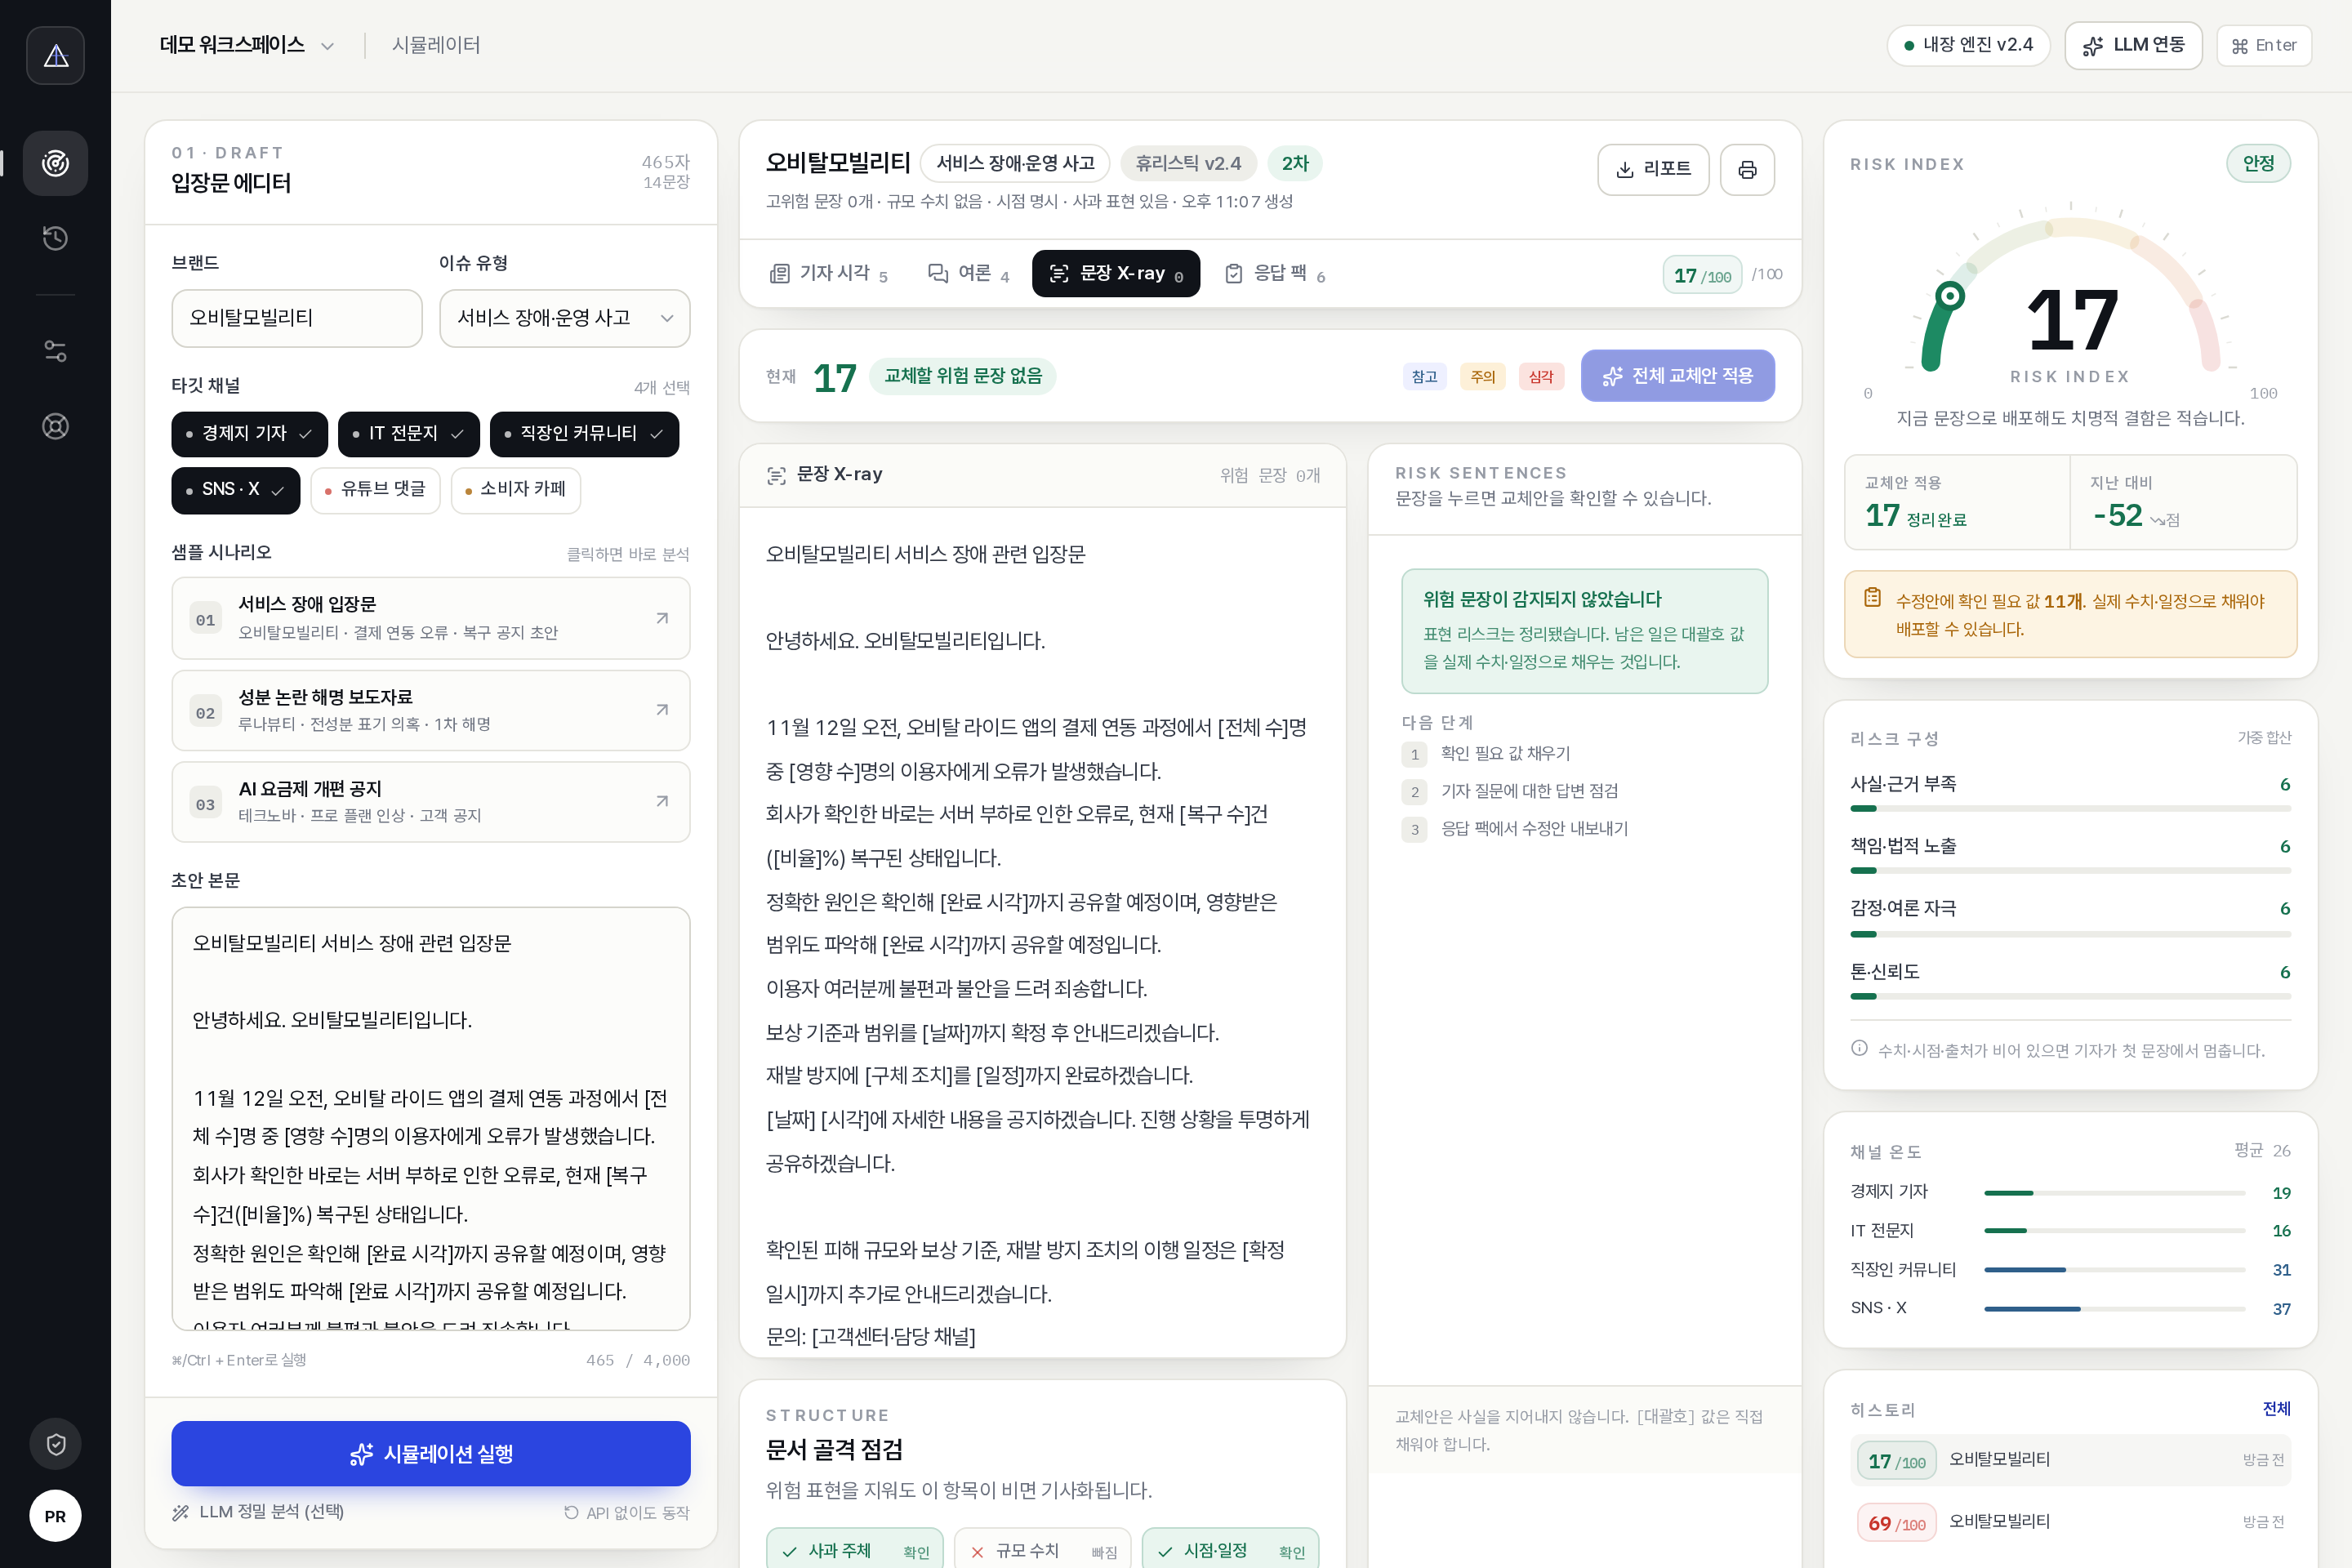 데모 워크스페이스
시뮬레이터
내장 엔진 v2.4
LLM 연동
⌘ Enter
01 · DRAFT
입장문 에디터
465자
14문장
브랜드
이슈 유형
오비탈모빌리티
서비스 장애·운영 사고
타깃 채널
4개 선택
경제지 기자
IT 전문지
직장인 커뮤니티
SNS · X
유튜브 댓글
소비자 카페
샘플 시나리오
클릭하면 바로 분석
01
서비스 장애 입장문
오비탈모빌리티 · 결제 연동 오류 · 복구 공지 초안
02
성분 논란 해명 보도자료
루나뷰티 · 전성분 표기 의혹 · 1차 해명
03
AI 요금제 개편 공지
테크노바 · 프로 플랜 인상 · 고객 공지
초안 본문
오비탈모빌리티 서비스 장애 관련 입장문
안녕하세요. 오비탈모빌리티입니다.
11월 12일 오전, 오비탈 라이드 앱의 결제 연동 과정에서 [전
체 수]명 중 [영향 수]명의 이용자에게 오류가 발생했습니다.
회사가 확인한 바로는 서버 부하로 인한 오류로, 현재 [복구
수]건([비율]%) 복구된 상태입니다.
정확한 원인은 확인해 [완료 시각]까지 공유할 예정이며, 영향
받은 범위도 파악해 [완료 시각]까지 공유할 예정입니다.
이용자 여러분께 불편과 불안을 드려 죄송합니다.
⌘/Ctrl + Enter로 실행
465 / 4,000
시뮬레이션 실행
LLM 정밀 분석 (선택)
API 없이도 동작
PR
오비탈모빌리티
서비스 장애·운영 사고
휴리스틱 v2.4
2차
고위험 문장 0개 · 규모 수치 없음 · 시점 명시 · 사과 표현 있음 · 오후 11:07 생성
리포트
기자 시각 5
여론 4
문장 X-ray 0
응답 팩 6
17 /100
/100
현재
17
교체할 위험 문장 없음
참고
주의
심각
전체 교체안 적용
문장 X-ray
위험 문장 0개
오비탈모빌리티 서비스 장애 관련 입장문
안녕하세요. 오비탈모빌리티입니다.
11월 12일 오전, 오비탈 라이드 앱의 결제 연동 과정에서 [전체 수]명
중 [영향 수]명의 이용자에게 오류가 발생했습니다.
회사가 확인한 바로는 서버 부하로 인한 오류로, 현재 [복구 수]건
([비율]%) 복구된 상태입니다.
정확한 원인은 확인해 [완료 시각]까지 공유할 예정이며, 영향받은
범위도 파악해 [완료 시각]까지 공유할 예정입니다.
이용자 여러분께 불편과 불안을 드려 죄송합니다.
보상 기준과 범위를 [날짜]까지 확정 후 안내드리겠습니다.
재발 방지에 [구체 조치]를 [일정]까지 완료하겠습니다.
[날짜] [시각]에 자세한 내용을 공지하겠습니다. 진행 상황을 투명하게
공유하겠습니다.
확인된 피해 규모와 보상 기준, 재발 방지 조치의 이행 일정은 [확정
일시]까지 추가로 안내드리겠습니다.
문의: [고객센터·담당 채널]
STRUCTURE
문서 골격 점검
위험 표현을 지워도 이 항목이 비면 기사화됩니다.
사과 주체 확인
규모 수치 빠짐
시점·일정 확인
RISK SENTENCES
문장을 누르면 교체안을 확인할 수 있습니다.
위험 문장이 감지되지 않았습니다
표현 리스크는 정리됐습니다. 남은 일은 대괄호 값
을 실제 수치·일정으로 채우는 것입니다.
다음 단계
1 확인 필요 값 채우기
2 기자 질문에 대한 답변 점검
3 응답 팩에서 수정안 내보내기
교체안은 사실을 지어내지 않습니다. [대괄호] 값은 직접
채워야 합니다.
RISK INDEX
안정
17
RISK INDEX
0
100
지금 문장으로 배포해도 치명적 결함은 적습니다.
교체안 적용
17 정리 완료
지난 대비
-52 점
수정안에 확인 필요 값 11개. 실제 수치·일정으로 채워야
배포할 수 있습니다.
리스크 구성
가중 합산
사실·근거 부족 6
책임·법적 노출 6
감정·여론 자극 6
톤·신뢰도 6
수치·시점·출처가 비어 있으면 기자가 첫 문장에서 멈춥니다.
채널 온도
평균 26
경제지 기자 19
IT 전문지 16
직장인 커뮤니티 31
SNS · X 37
히스토리
전체
17 /100 오비탈모빌리티 방금 전
69 /100 오비탈모빌리티 방금 전